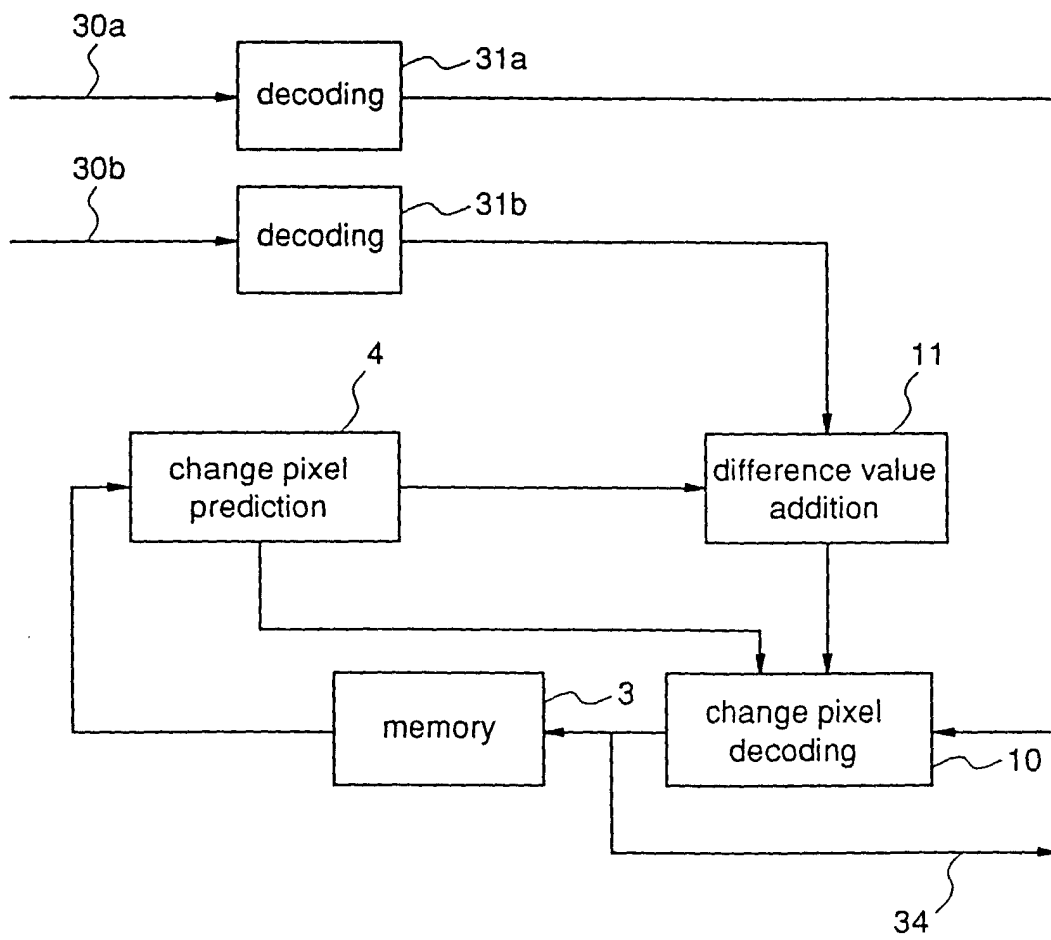 30a
31a
decoding
30b
31b
decoding
4
11
change pixel
prediction
difference value
addition
3
memory
change pixel
decoding
10
34